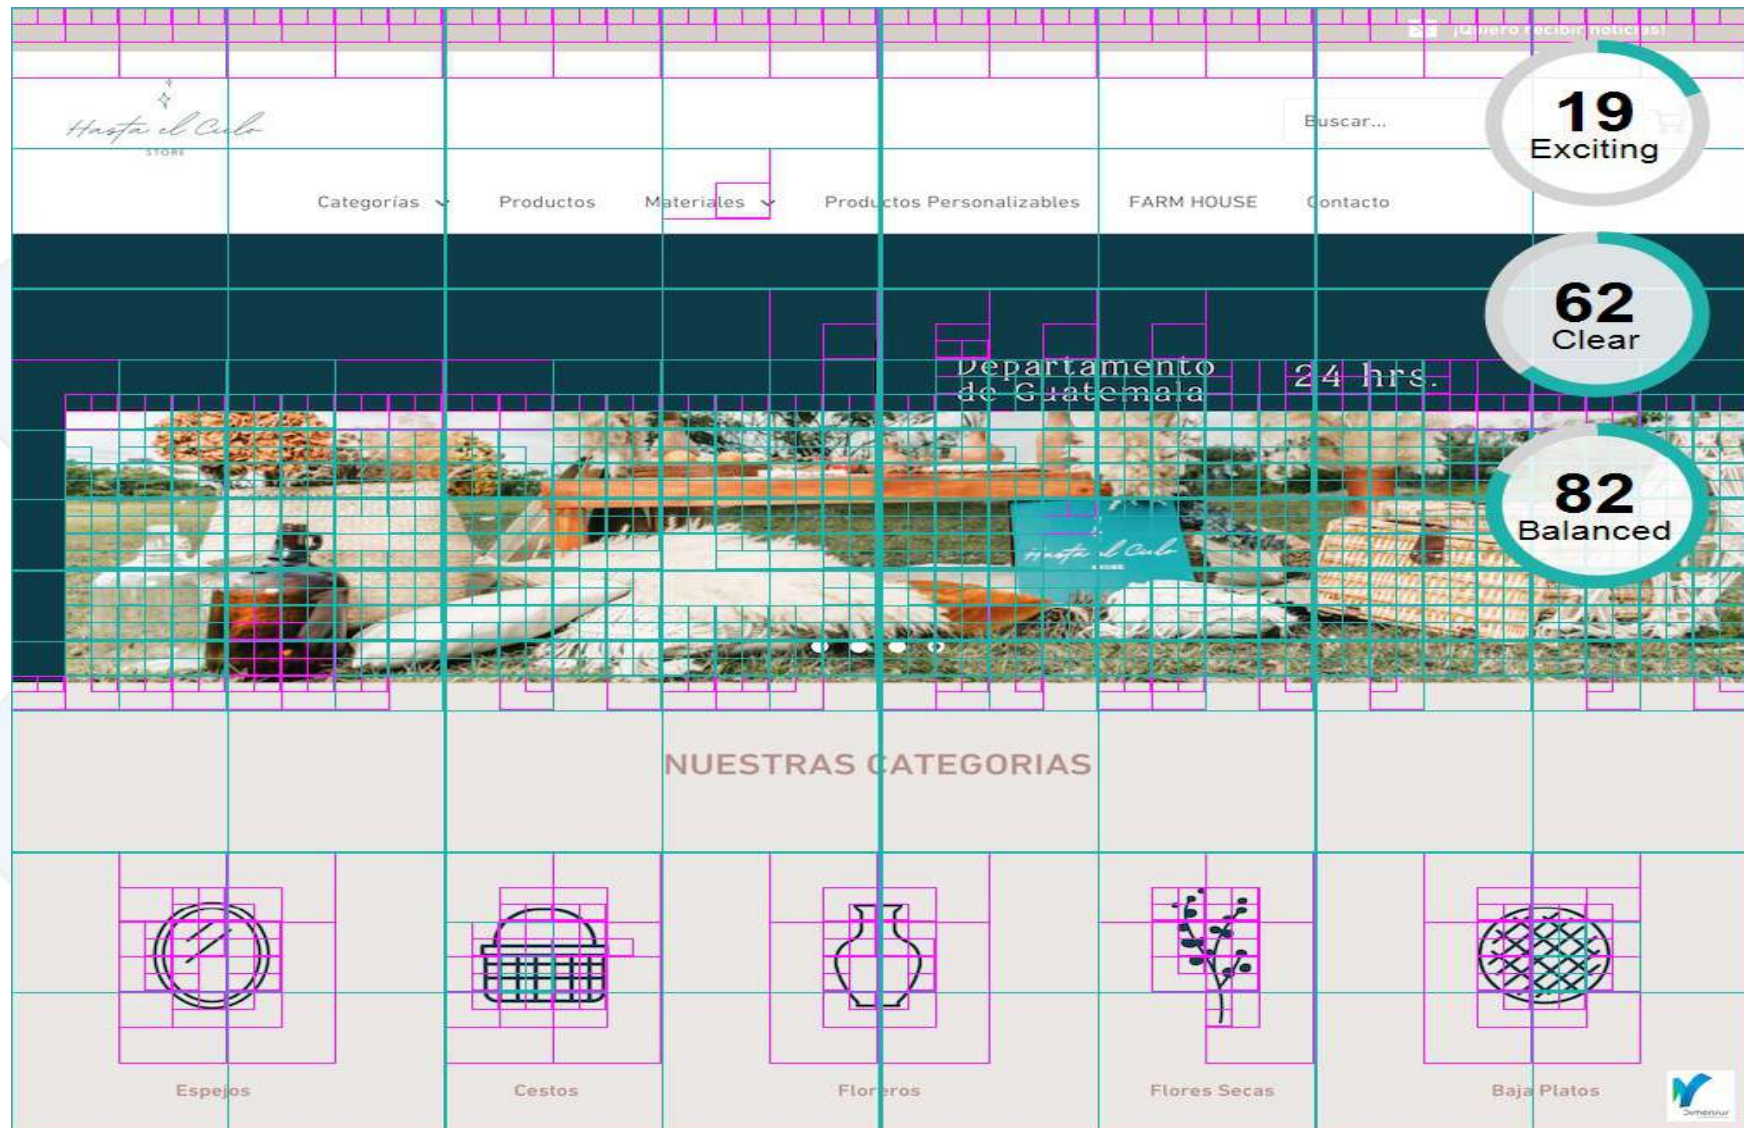 ¡Quiero recibir noticias!
Hasta el Cielo
STORE
Buscar...
Categorías
Productos
Materiales
Productos Personalizables
FARM HOUSE
Contacto
19
Exciting
62
Clear
82
Balanced
Departamento
de Guatemala
24 hrs.
Hasta el Cielo
STORE
NUESTRAS CATEGORIAS
Espejos
Cestos
Floreros
Flores Secas
Baja Platos